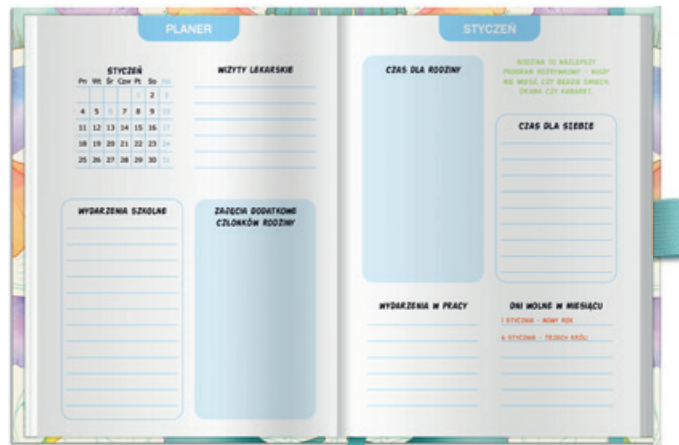 PLANER
STYCZEŃ
Pn Wt Śr Czw Pt So Nd
1 2 3
4 5 6 7 8 9 10
11 12 13 14 15 16 17
18 19 20 21 22 23 24
25 26 27 28 29 30 31
WIZYTY LEKARSKIE
WYDARZENIA SZKOLNE
ZAJĘCIA DODATKOWE
CZŁONKÓW RODZINY
STYCZEŃ
CZAS DLA RODZINY
RODZINA TO NAJLEPSZY
PROGRAM ROZRYWKOWY - NIGDY
NIE WIESZ, CZY BĘDZIE ŚMIECH,
DRAMA CZY KABARET
CZAS DLA SIEBIE
WYDARZENIA W PRACY
DNI WOLNE W MIESIĄCU
1 STYCZNIA - NOWY ROK
6 STYCZNIA - TRZECH KRÓLI